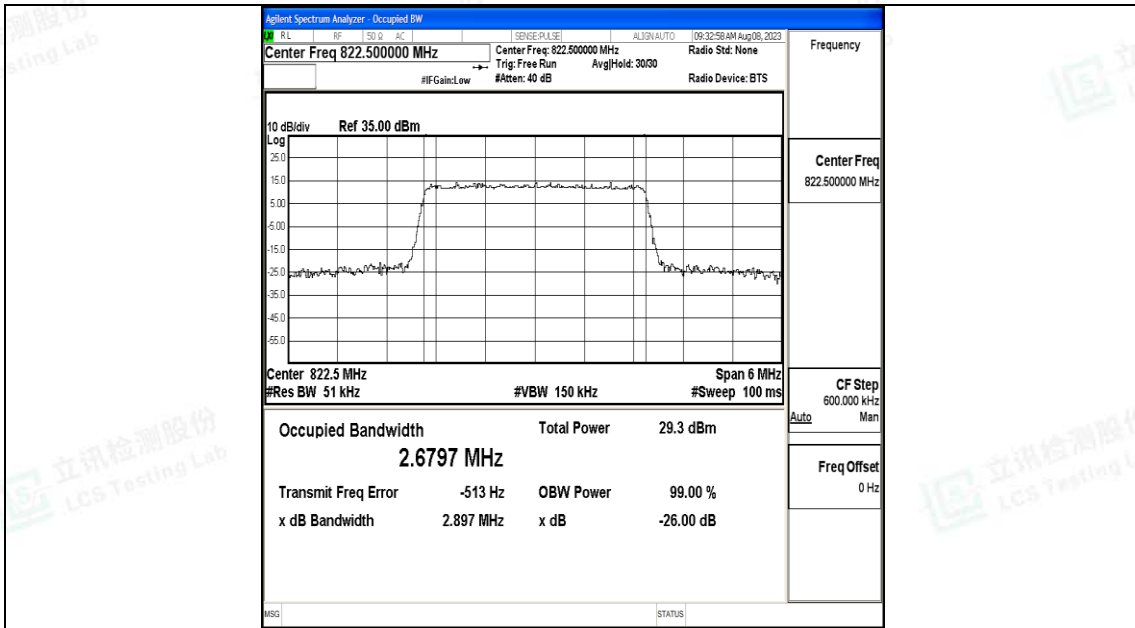 Agilent Spectrum Analyzer - Occupied BW
RL RF 50 Ω AC SENSE:PULSE ALIGN AUTO 09:32:58 AM Aug 08, 2023
Center Freq 822.500000 MHz
Center Freq: 822.500000 MHz
Radio Std: None
Trig: Free Run Avg|Hold: 30/30
#IFGain:Low #Atten: 40 dB
Radio Device: BTS
10 dB/div Ref 35.00 dBm
Log
25.0
15.0
5.00
-5.00
-15.0
-25.0
-35.0
-45.0
-55.0
Center 822.5 MHz Span 6 MHz
#Res BW 51 kHz #VBW 150 kHz #Sweep 100 ms
Occupied Bandwidth Total Power 29.3 dBm
2.6797 MHz
Transmit Freq Error -513 Hz OBW Power 99.00 %
x dB Bandwidth 2.897 MHz x dB -26.00 dB
MSG STATUS
Frequency
Center Freq
822.500000 MHz
CF Step
600.000 kHz
Auto Man
Freq Offset
0 Hz
立讯检测股份
LCS Testing Lab
立讯检测股份
LCS Testing L